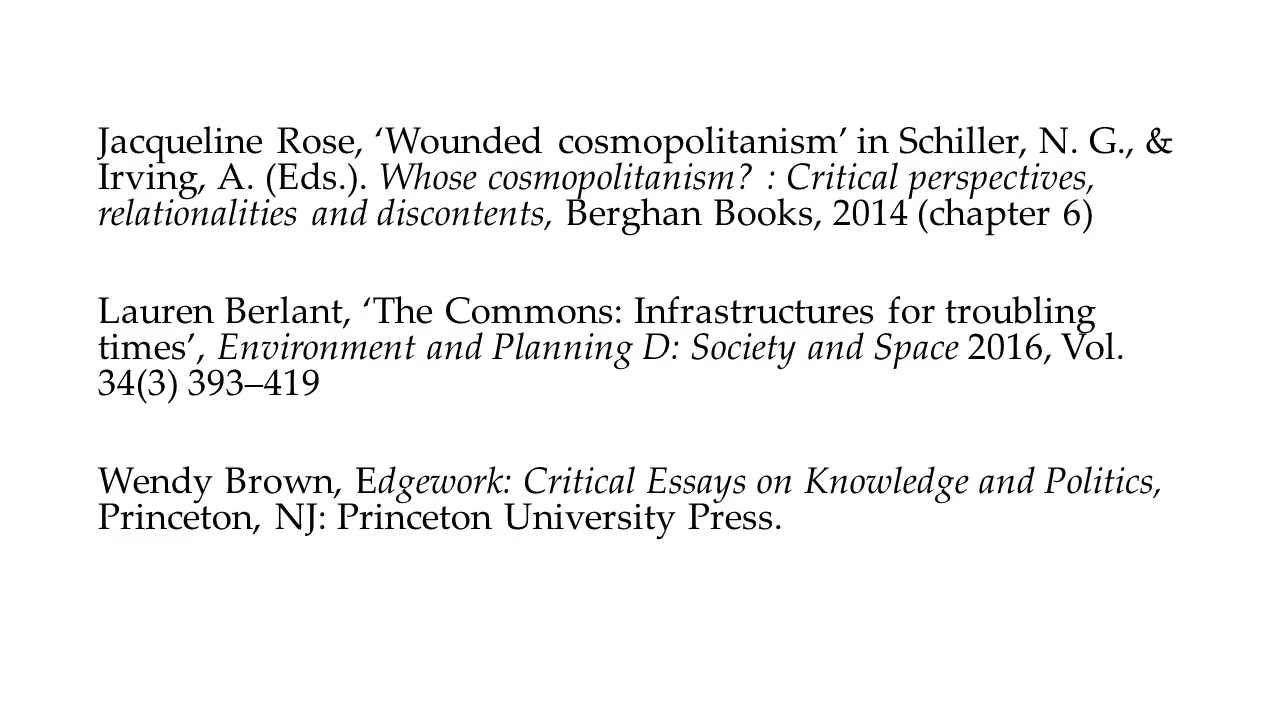 Jacqueline Rose, ‘Wounded cosmopolitanism’ in Schiller, N. G., &
Irving, A. (Eds.). Whose cosmopolitanism? : Critical perspectives,
relationalities and discontents, Berghan Books, 2014 (chapter 6)
Lauren Berlant, ‘The Commons: Infrastructures for troubling
times’, Environment and Planning D: Society and Space 2016, Vol.
34(3) 393–419
Wendy Brown, Edgework: Critical Essays on Knowledge and Politics,
Princeton, NJ: Princeton University Press.